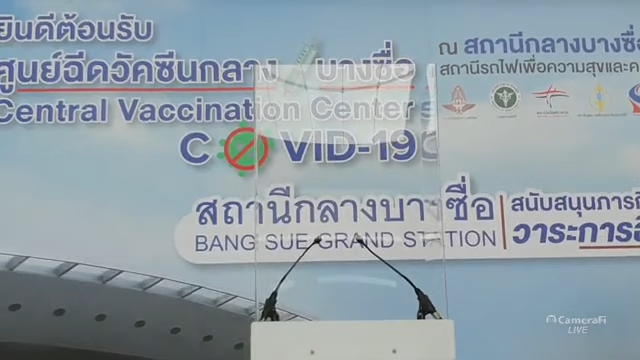 ยินดีต้อนรับ
ศูนย์ฉีดวัคซีนกลาง บางซื่อ
Central Vaccination Center
COVID-19
สถานีกลางบางซื่อ
BANG SUE GRAND STATION
ณ สถานีกลางบางซื่อ
สถานีรถไฟเพื่อความสุขและค
สนับสนุนภารกิ
วาระการฉี
CameraFi
LIVE